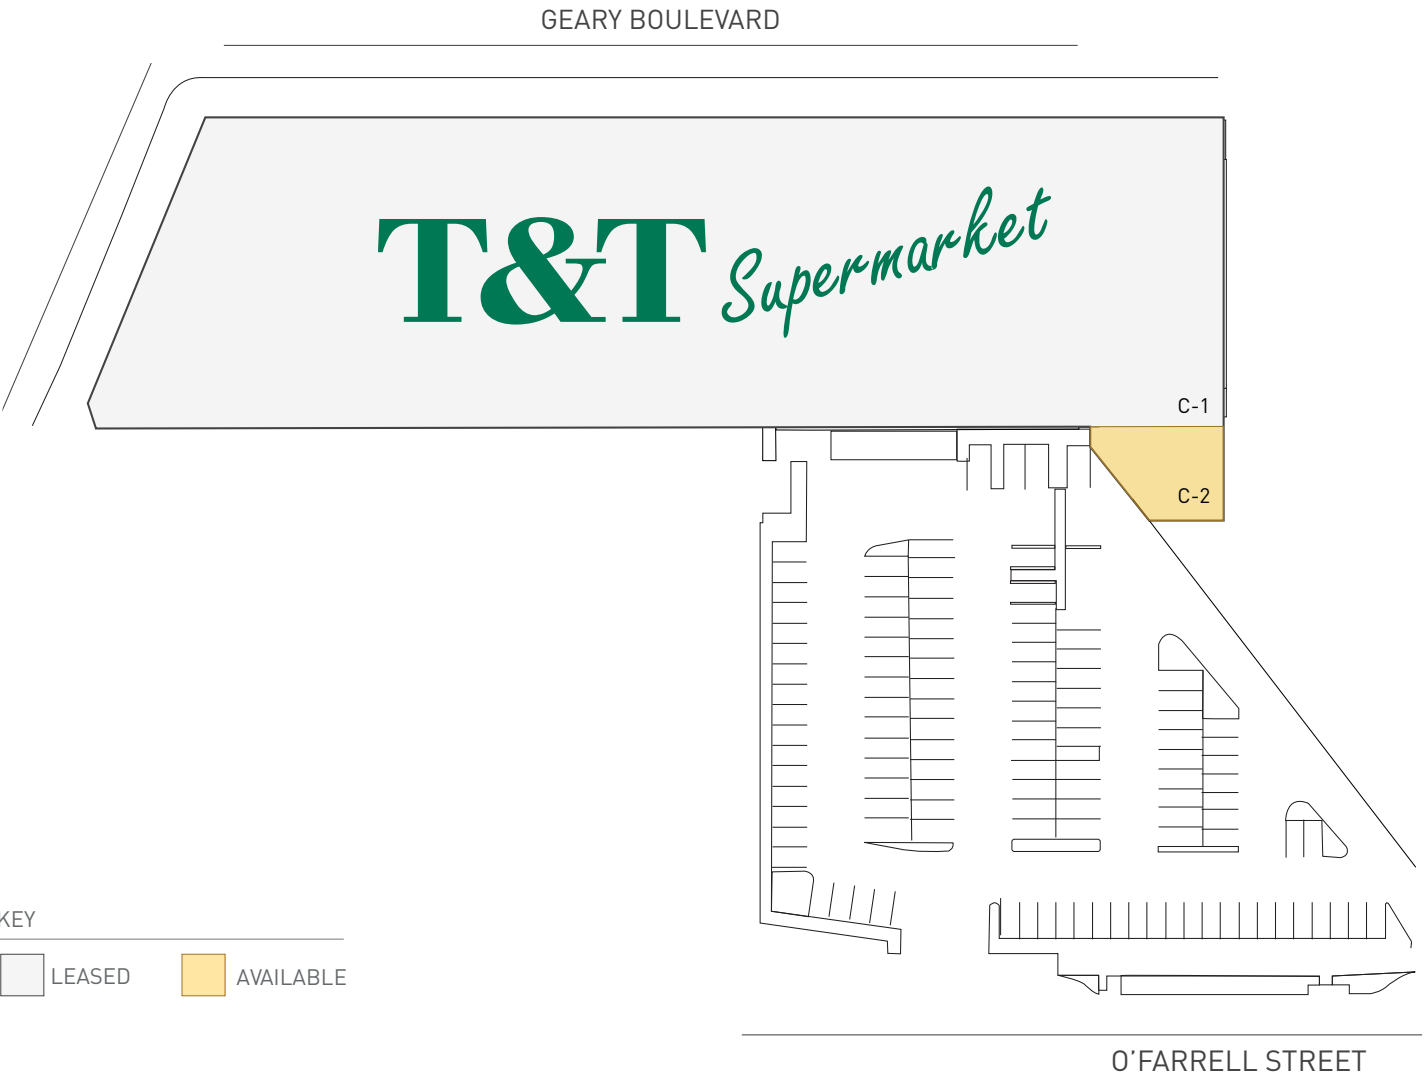 GEARY BOULEVARD
T&T Supermarket
C-1
C-2
KEY
LEASED
AVAILABLE
O'FARRELL STREET